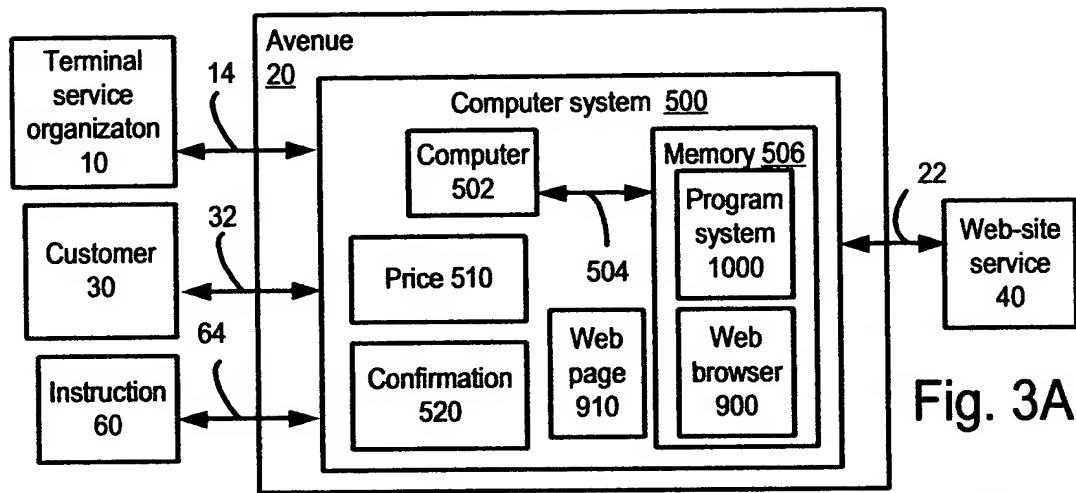 Avenue
20
Terminal
service
organizaton
10
14
Computer system 500
Computer
502
Memory 506
Program
system
1000
504
22
Web-site
service
40
Customer
30
32
Price 510
Web
page
910
Web
browser
900
64
Instruction
60
Confirmation
520
Fig. 3A